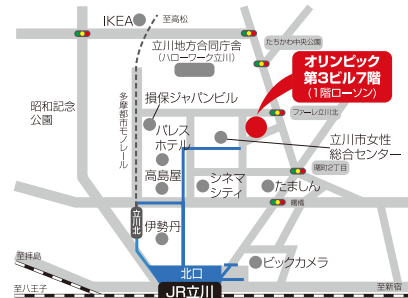 IKEA
至高松
たちかわ中央公園
立川地方合同庁舎
(ハローワーク立川)
オリンピック
第3ビル7階
(1階ローソン)
昭和記念
公園
多摩都市モノレール
損保ジャパンビル
ファーレ立川北
パレス
ホテル
立川市女性
総合センター
高島屋
シネマ
シティ
曙町2丁目
たましん
曙橋
立川北
伊勢丹
至拝島
北口
ビックカメラ
至八王子
JR立川
至新宿